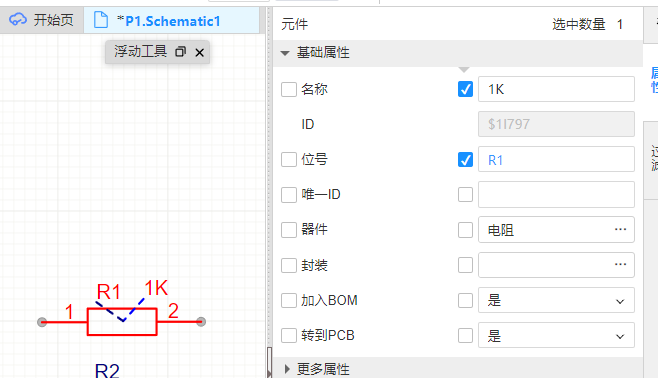 开始页
*P1.Schematic1
浮动工具
R1
1K
1
2
R2
元件
选中数量 1
基础属性
名称
1K
ID
$1I797
位号
R1
唯一ID
器件
电阻
...
封装
...
加入BOM
是
转到PCB
是
更多属性
属
性
过
滤